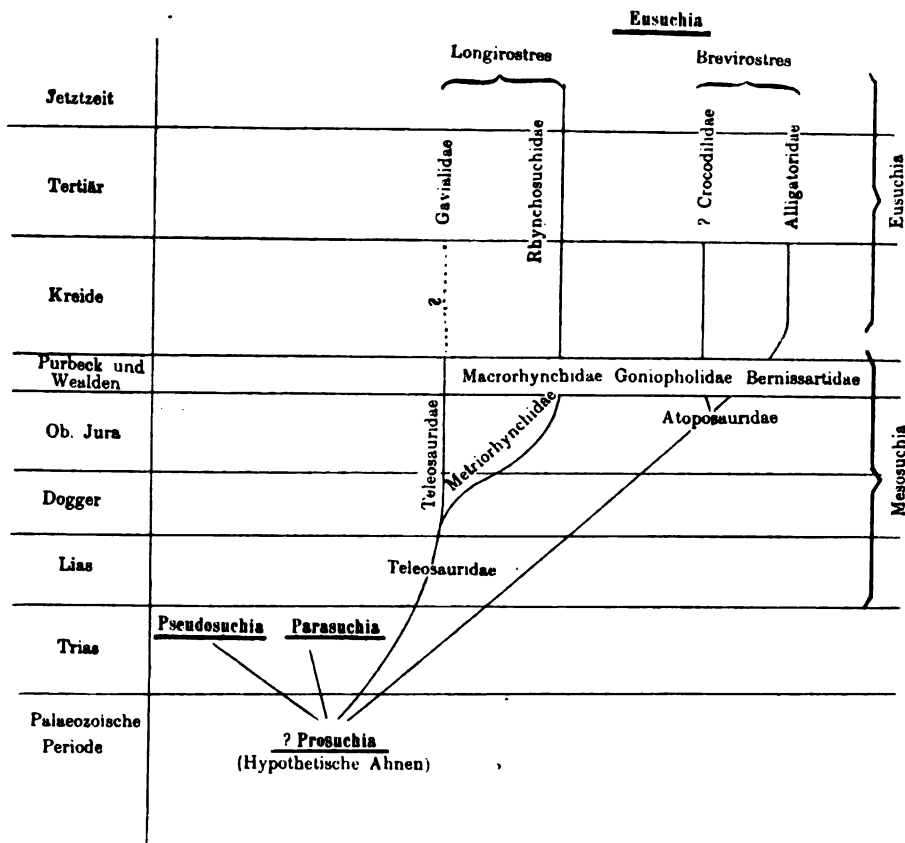 Eusuchia
Longirostres
Brevirostres
Jetztzeit
Tertiär
Gavialidae
Rhynchosuchidae
? Crocodilidae
Alligatoridae
Eusuchia
Kreide
?
Purbeck und
Wealden
Macrorhynchidae Goniopholidae Bernissartidae
Ob. Jura
Teleosauridae
Metriorhynchidae
Atoposauridae
Mesosuchia
Dogger
Lias
Teleosauridae
Trias
Pseudosuchia Parasuchia
Palaeozoische
Periode
? Prosuchia
(Hypothetische Ahnen)